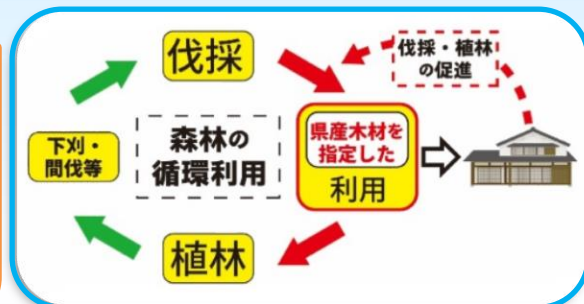 伐採
伐採・植林
の促進
下刈・
間伐等
森林の
循環利用
県産木材を
指定した
利用
植林